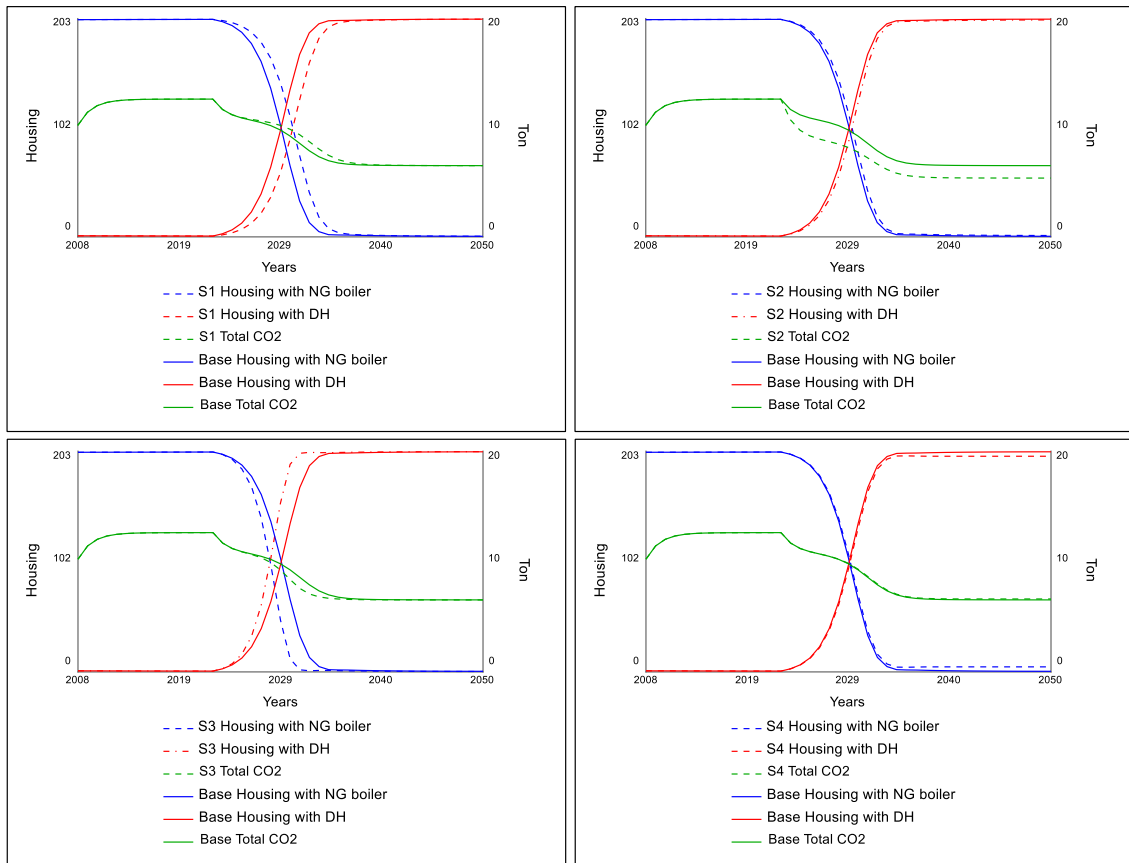 203
102
0
Housing
20
10
0
Ton
2008
2019
2029
2040
2050
Years
S1 Housing with NG boiler
S1 Housing with DH
S1 Total CO2
Base Housing with NG boiler
Base Housing with DH
Base Total CO2
203
102
0
Housing
20
10
0
Ton
2008
2019
2029
2040
2050
Years
S2 Housing with NG boiler
S2 Housing with DH
S2 Total CO2
Base Housing with NG boiler
Base Housing with DH
Base Total CO2
203
102
0
Housing
20
10
0
Ton
2008
2019
2029
2040
2050
Years
S3 Housing with NG boiler
S3 Housing with DH
S3 Total CO2
Base Housing with NG boiler
Base Housing with DH
Base Total CO2
203
102
0
Housing
20
10
0
Ton
2008
2019
2029
2040
2050
Years
S4 Housing with NG boiler
S4 Housing with DH
S4 Total CO2
Base Housing with NG boiler
Base Housing with DH
Base Total CO2